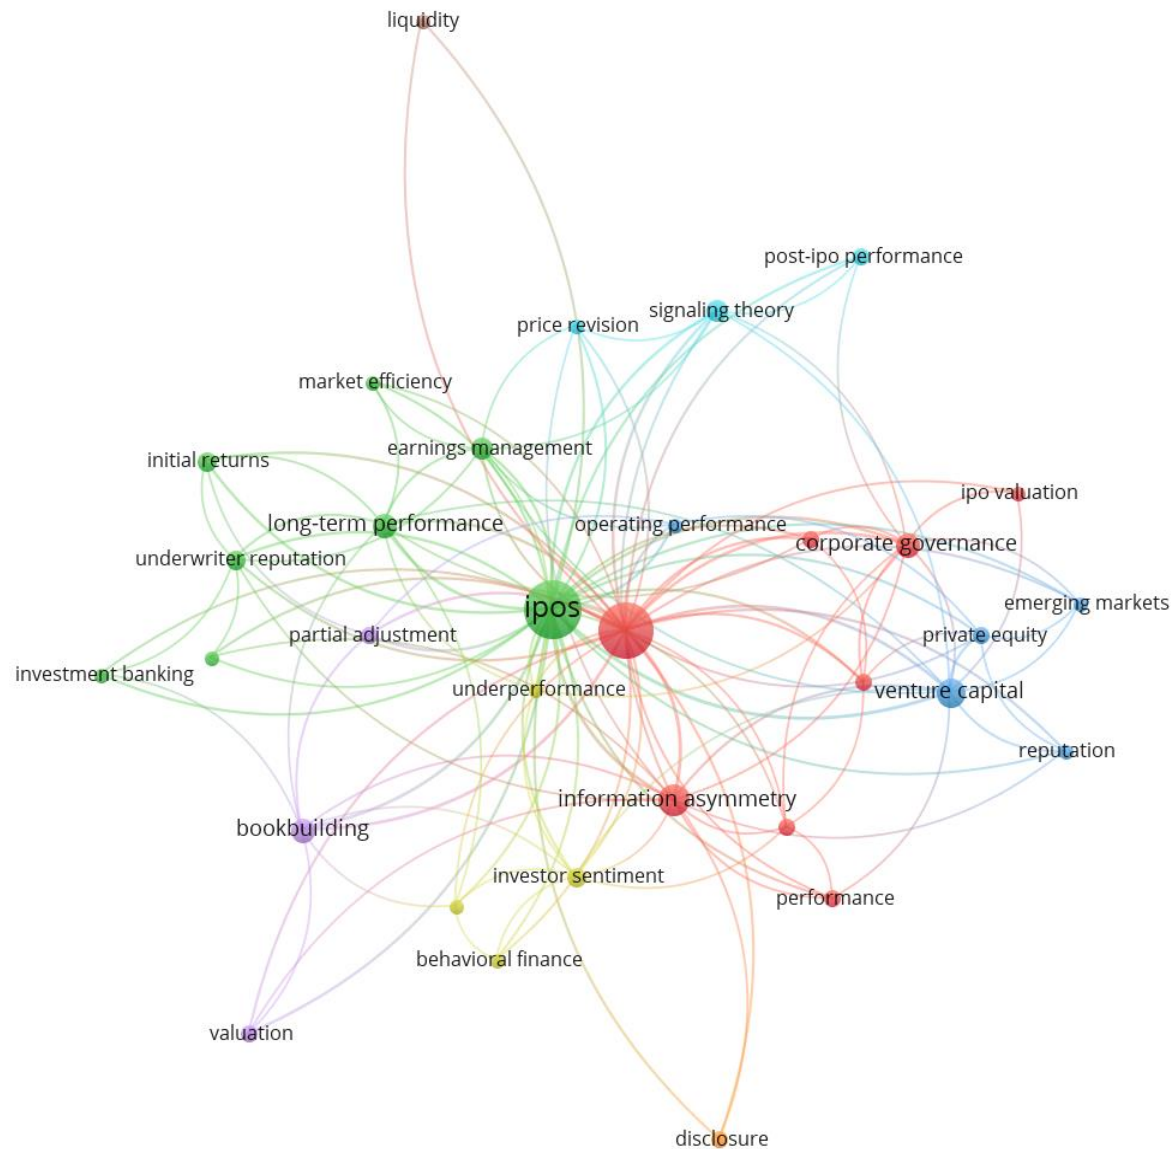 liquidity
post-ipo performance
signaling theory
price revision
market efficiency
earnings management
initial returns
ipo valuation
long-term performance
operating performance
corporate governance
underwriter reputation
emerging markets
ipos
partial adjustment
private equity
investment banking
underperformance
venture capital
reputation
information asymmetry
bookbuilding
investor sentiment
performance
behavioral finance
valuation
disclosure